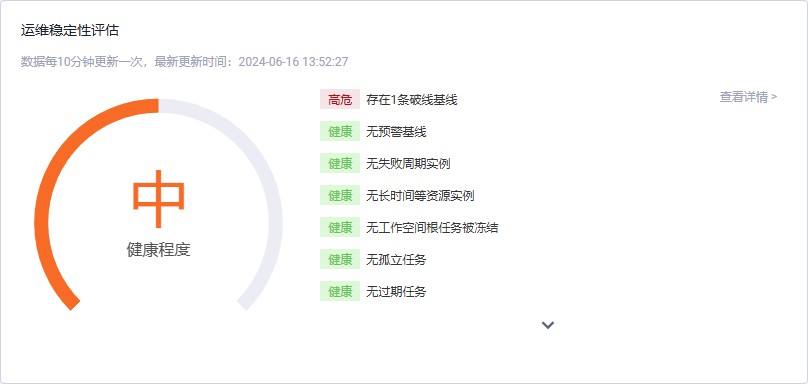 运维稳定性评估
数据每10分钟更新一次，最新更新时间：2024-06-16 13:52:27
高危 存在1条破线基线
查看详情 >
健康 无预警基线
健康 无失败周期实例
健康 无长时间等资源实例
健康 无工作空间根任务被冻结
健康 无孤立任务
健康 无过期任务
中
健康程度